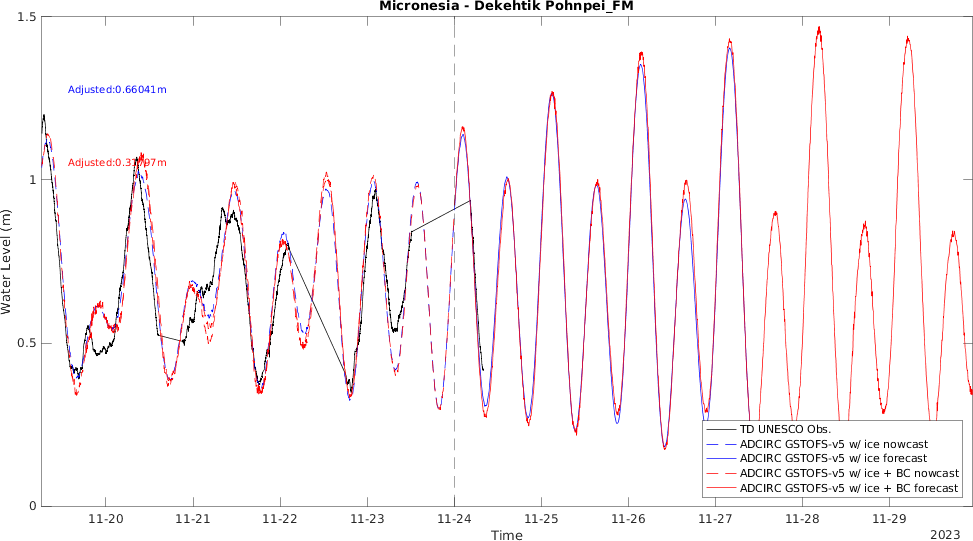 Micronesia - Dekehtik Pohnpei_FM
Water Level (m)
1.5
1
0.5
0
Adjusted:0.66041m
11-20
11-21
11-22
11-23
11-24
11-25
11-26
11-27
11-28
11-29
Time
2023
TD UNESCO Obs.
ADCIRC GSTOFS-v5 w/ ice nowcast
ADCIRC GSTOFS-v5 w/ ice forecast
ADCIRC GSTOFS-v5 w/ ice + BC nowcast
ADCIRC GSTOFS-v5 w/ ice + BC forecast